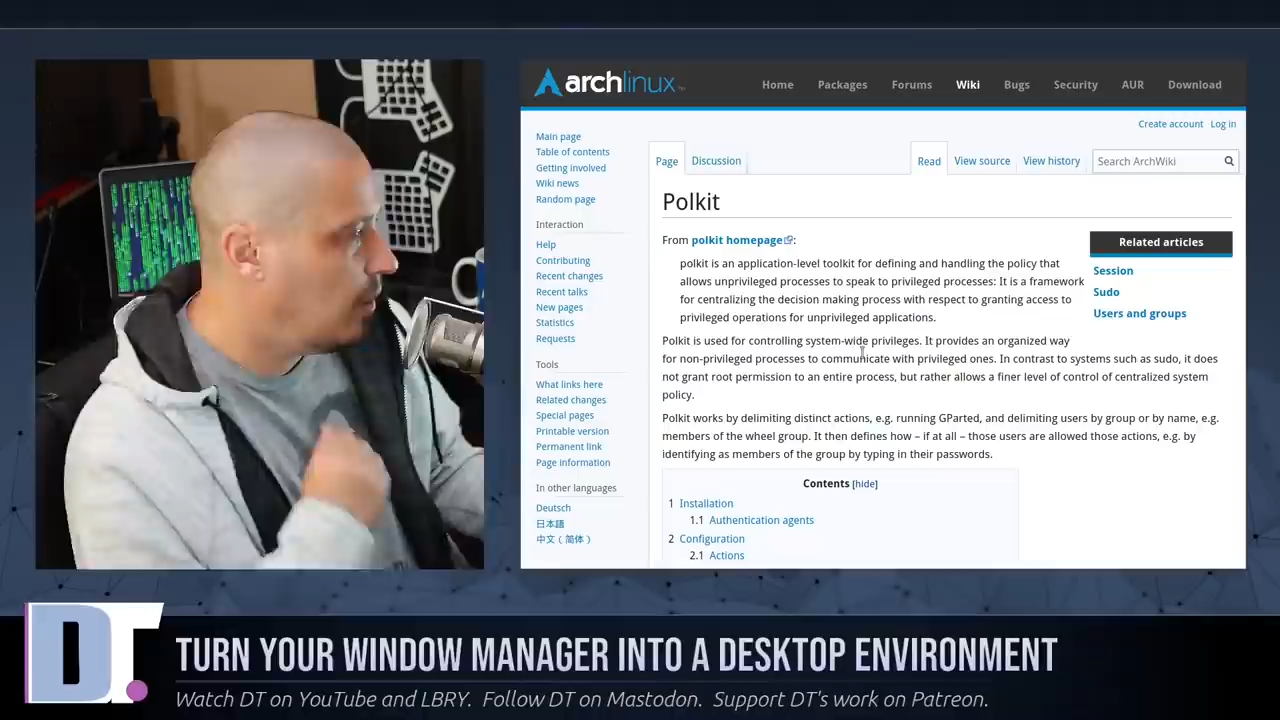 archlinux
Home Packages Forums Wiki Bugs Security AUR Download
Create account Log in
Main page
Table of contents
Getting involved
Wiki news
Random page
Interaction
Help
Contributing
Recent changes
Recent talks
New pages
Statistics
Requests
Tools
What links here
Related changes
Special pages
Printable version
Permanent link
Page information
In other languages
Deutsch
日本語
中文（简体）
Page Discussion Read View source View history Search ArchWiki
Polkit
From polkit homepage:
polkit is an application-level toolkit for defining and handling the policy that
allows unprivileged processes to speak to privileged processes: It is a framework
for centralizing the decision making process with respect to granting access to
privileged operations for unprivileged applications.
Related articles
Session
Sudo
Users and groups
Polkit is used for controlling system-wide privileges. It provides an organized way
for non-privileged processes to communicate with privileged ones. In contrast to systems such as sudo, it does
not grant root permission to an entire process, but rather allows a finer level of control of centralized system
policy.
Polkit works by delimiting distinct actions, e.g. running GParted, and delimiting users by group or by name, e.g.
members of the wheel group. It then defines how – if at all – those users are allowed those actions, e.g. by
identifying as members of the group by typing in their passwords.
Contents [hide]
1 Installation
1.1 Authentication agents
2 Configuration
2.1 Actions
DT.
TURN YOUR WINDOW MANAGER INTO A DESKTOP ENVIRONMENT
Watch DT on YouTube and LBRY. Follow DT on Mastodon. Support DT's work on Patreon.